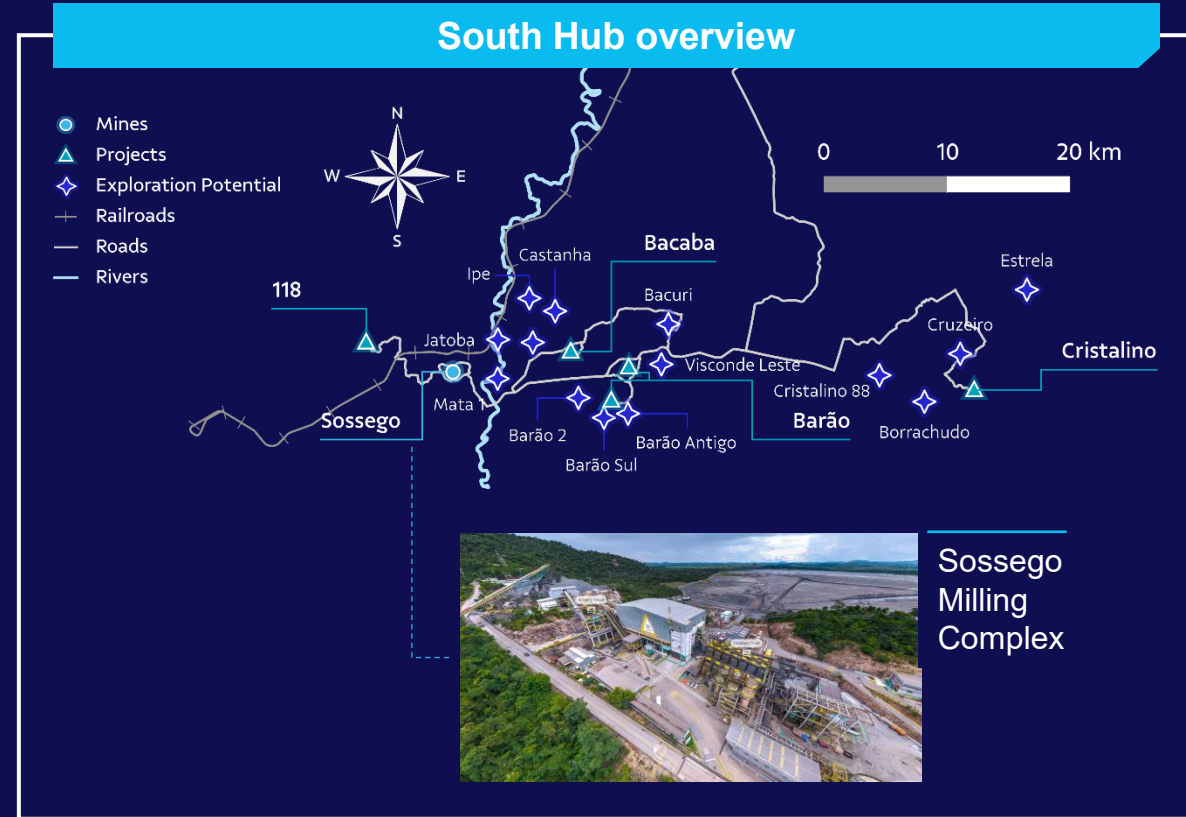 South Hub overview
Mines
Projects
Exploration Potential
Railroads
Roads
Rivers
N
W
E
S
0 10 20 km
118
Ipe
Castanha
Bacaba
Bacuri
Estrela
Jatoba
Cruzeiro
Visconde Leste
Cristalino
Cristalino 88
Mata 1
Sossego
Barão 2
Barão Sul
Barão Antigo
Barão
Borrachudo
Sossego
Milling
Complex